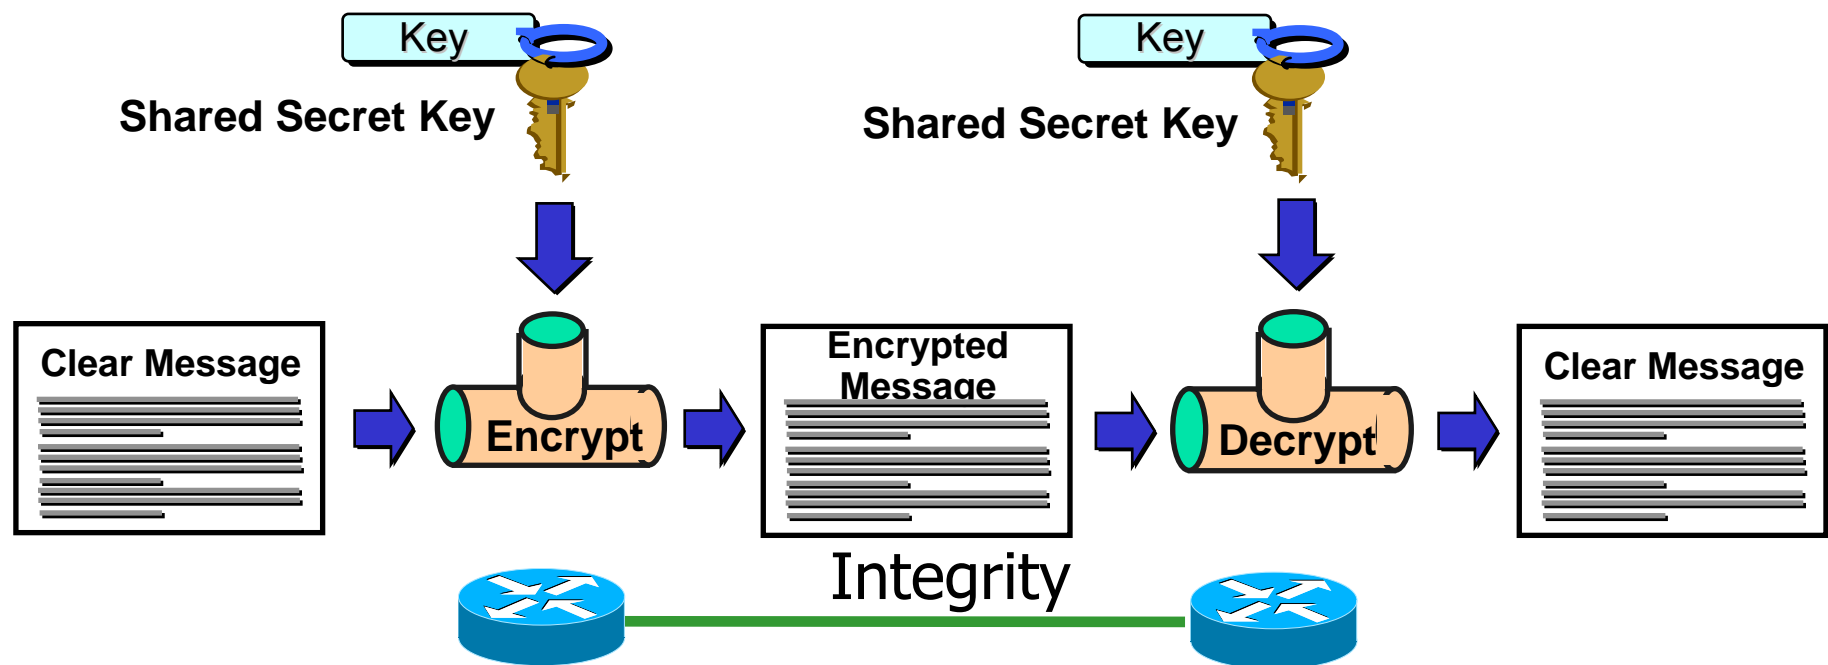 Key
Key
Shared Secret Key
Shared Secret Key
Clear Message
Encrypted
Message
Clear Message
Encrypt
Decrypt
Integrity